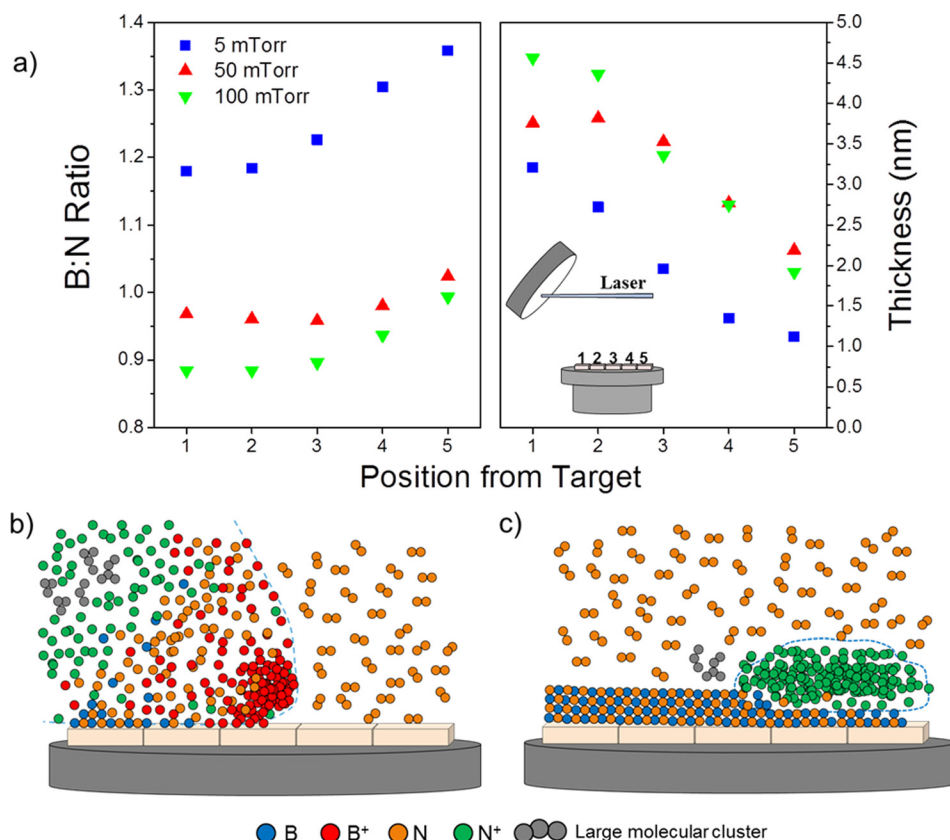 a)
1.4
1.3
1.2
1.1
1.0
0.9
0.8
B:N Ratio
5 mTorr
50 mTorr
100 mTorr
1 2 3 4 5
5.0
4.5
4.0
3.5
3.0
2.5
2.0
1.5
1.0
0.5
0.0
Thickness (nm)
Laser
1 2 3 4 5
1 2 3 4 5
Position from Target
b)
c)
B B+ N N+ Large molecular cluster